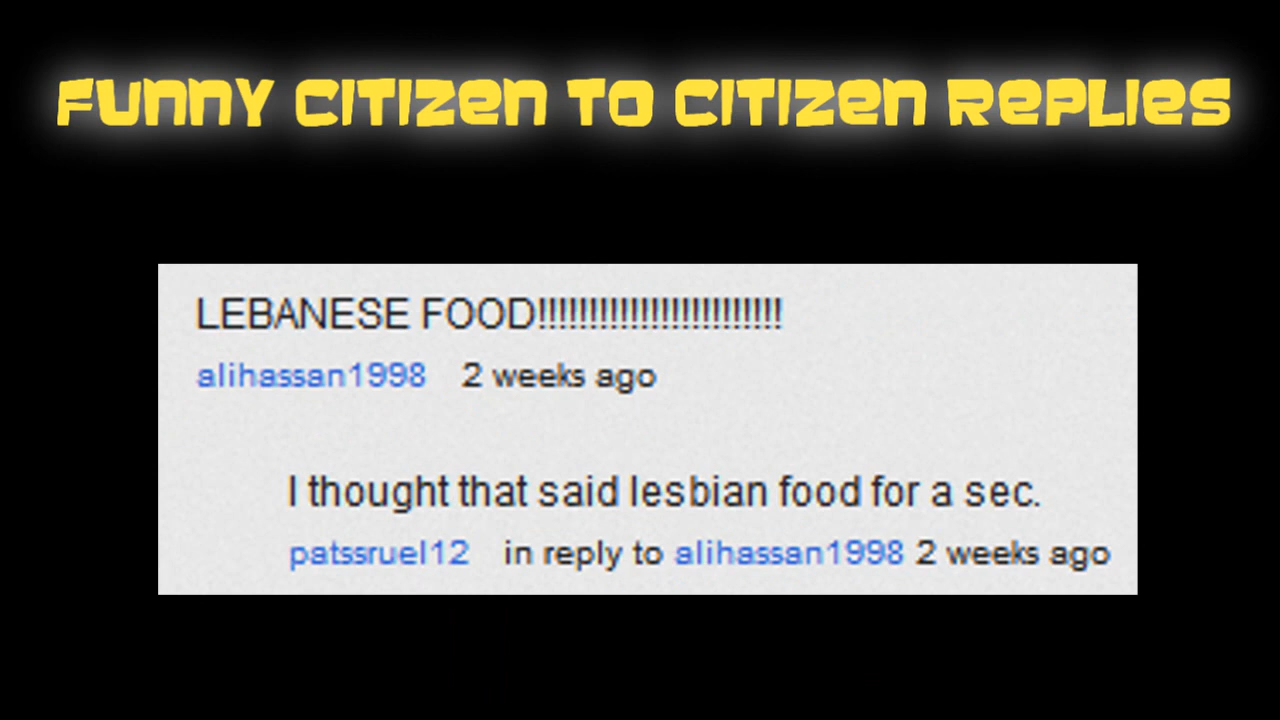 FUNNY CITIZEN TO CITIZEN REPLIES
LEBANESE FOOD!!!!!!!!!!!!!!!!!!!!!!!!
alihassan1998 2 weeks ago
I thought that said lesbian food for a sec.
patssruel12 in reply to alihassan1998 2 weeks ago